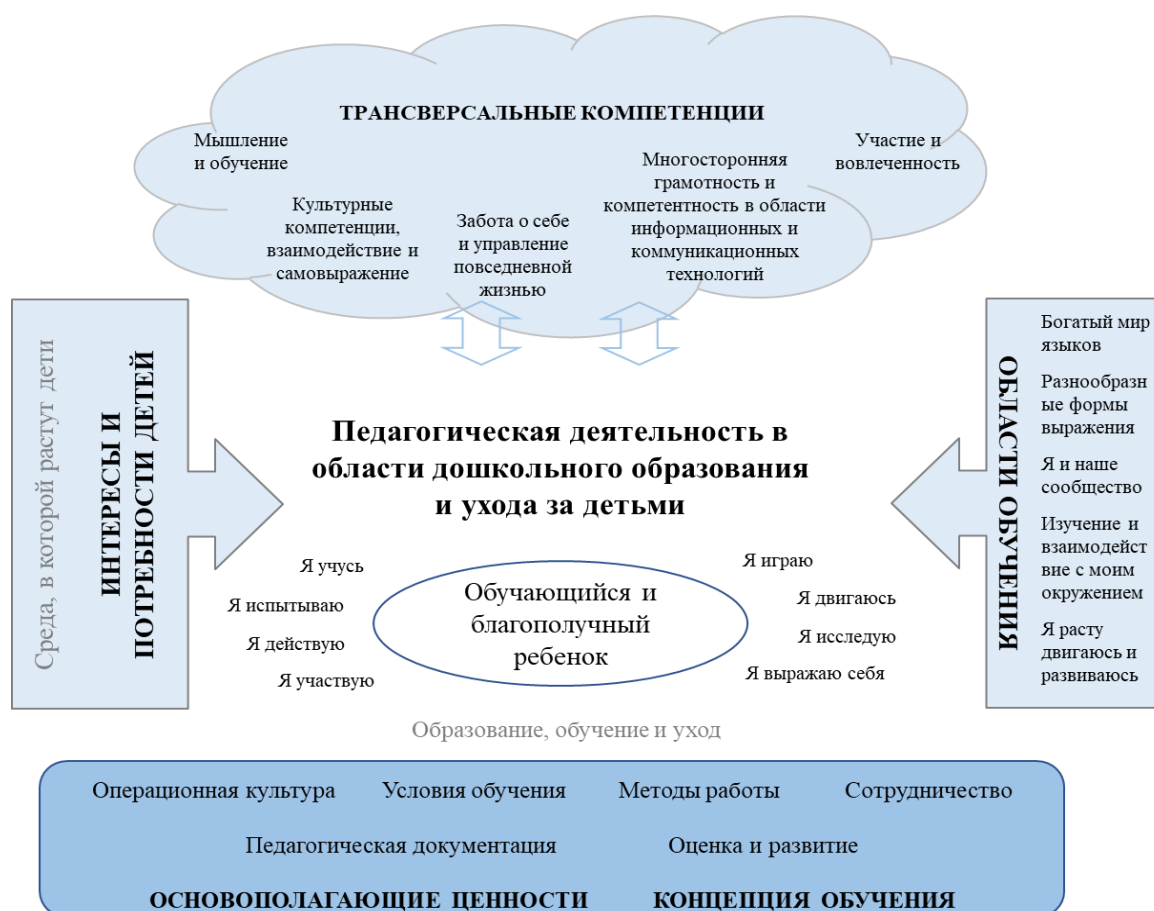 ТРАНСВЕРСАЛЬНЫЕ КОМПЕТЕНЦИИ
Мышление
и обучение
Культурные
компетенции,
взаимодействие и
самовыражение
Забота о себе
и управление
повседневной
жизнью
Многосторонняя
грамотность и
компетентность в области
информационных и
коммуникационных
технологий
Участие и
вовлеченность
Среда, в которой растут дети
ИНТЕРЕСЫ И
ПОТРЕБНОСТИ ДЕТЕЙ
Педагогическая деятельность в
области дошкольного образования
и ухода за детьми
Я учусь
Я испытываю
Я действую
Я участвую
Обучающийся и
благополучный
ребенок
Я играю
Я двигаюсь
Я исследую
Я выражаю себя
ОБЛАСТИ ОБУЧЕНИЯ
Богатый мир
языков
Разнообразн
ые формы
выражения
Я и наше
сообщество
Изучение и
взаимодейст
вие с моим
окружением
Я расту
двигаюсь и
развиваюсь
Образование, обучение и уход
Операционная культура Условия обучения Методы работы Сотрудничество
Педагогическая документация Оценка и развитие
ОСНОВОПОЛАГАЮЩИЕ ЦЕННОСТИ КОНЦЕПЦИЯ ОБУЧЕНИЯ